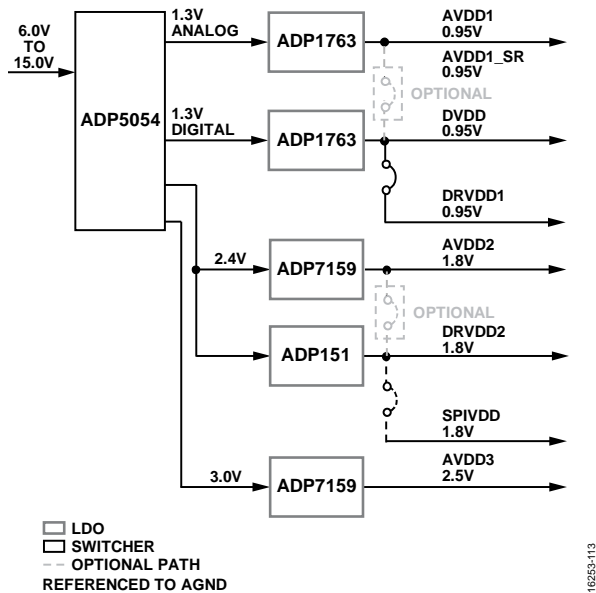 6.0V
TO
15.0V
ADP5054
1.3V
ANALOG
ADP1763
AVDD1
0.95V
AVDD1_SR
0.95V
OPTIONAL
1.3V
DIGITAL
ADP1763
DVDD
0.95V
DRVDD1
0.95V
2.4V
ADP7159
AVDD2
1.8V
OPTIONAL
ADP151
DRVDD2
1.8V
SPIVDD
1.8V
3.0V
ADP7159
AVDD3
2.5V
LDO
SWITCHER
OPTIONAL PATH
REFERENCED TO AGND
16253-113